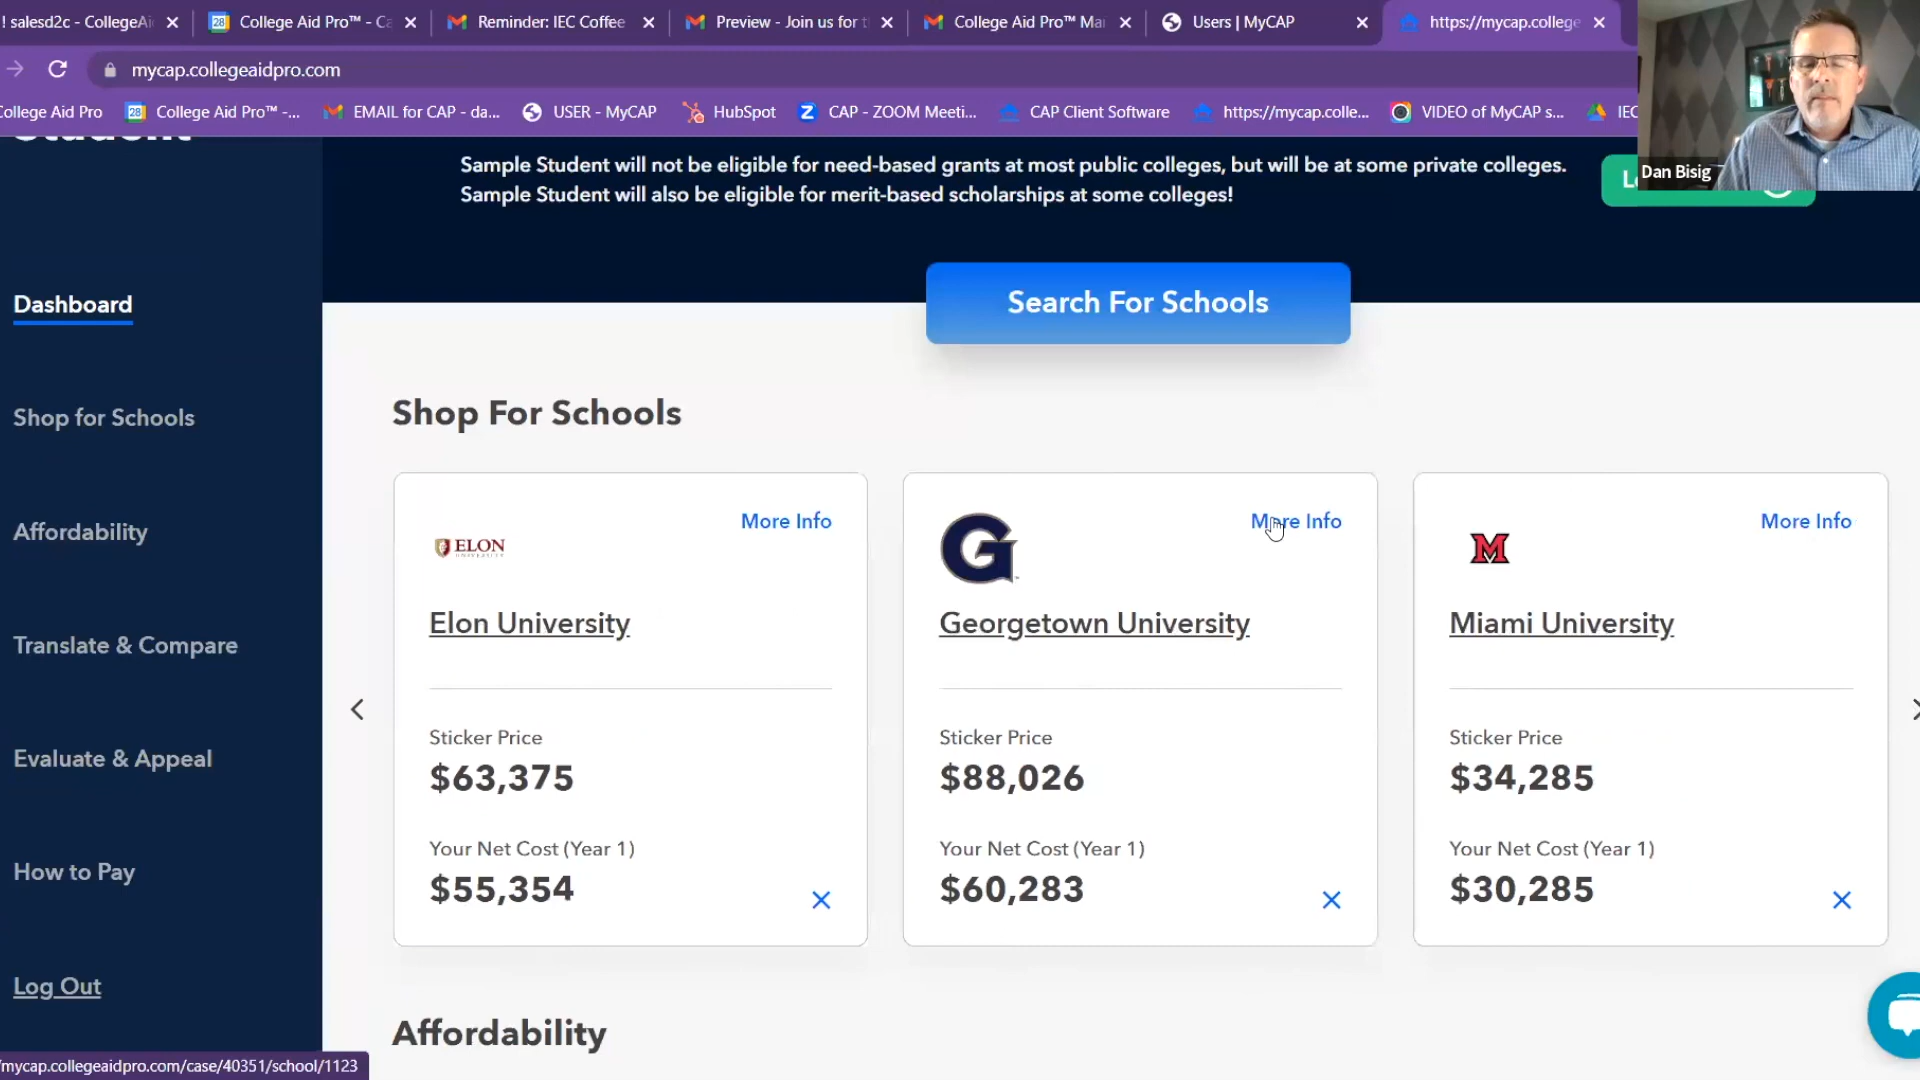 ! salesd2c - CollegeAi
28 College Aid Pro™ - Ca
Reminder: IEC Coffee
Preview - Join us for t
College Aid Pro™ Ma
Users | MyCAP
https://mycap.college
mycap.collegeaidpro.com
College Aid Pro
28 College Aid Pro™ -...
EMAIL for CAP - da...
USER - MyCAP
HubSpot
Z CAP - ZOOM Meeti...
CAP Client Software
https://mycap.colle...
VIDEO of MyCAP s...
IEC
Dan Bisig
Student
Sample Student will not be eligible for need-based grants at most public colleges, but will be at some private colleges.
Sample Student will also be eligible for merit-based scholarships at some colleges!
Search For Schools
Dashboard
Shop for Schools
Affordability
Translate & Compare
Evaluate & Appeal
How to Pay
Log Out
Shop For Schools
ELON
More Info
Elon University
Sticker Price
$63,375
Your Net Cost (Year 1)
$55,354
G
More Info
Georgetown University
Sticker Price
$88,026
Your Net Cost (Year 1)
$60,283
M
More Info
Miami University
Sticker Price
$34,285
Your Net Cost (Year 1)
$30,285
Affordability
/mycap.collegeaidpro.com/case/40351/school/1123